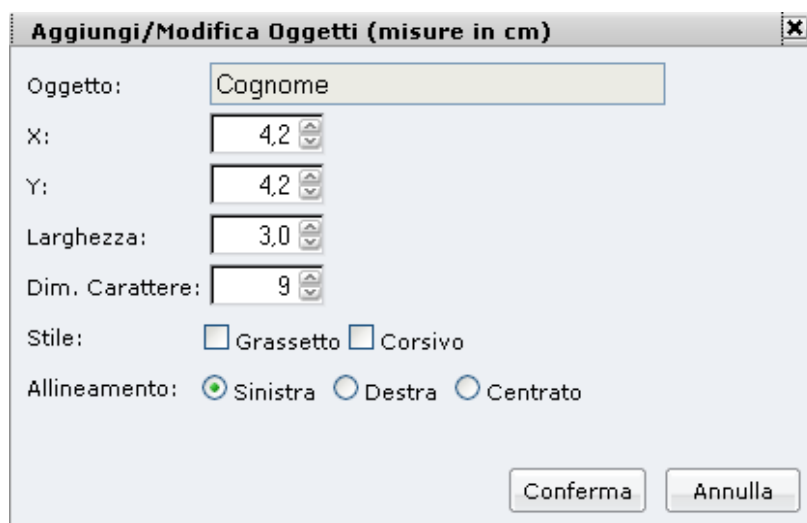 Aggiungi/Modifica Oggetti (misure in cm)
Oggetto: Cognome
X: 4,2
Y: 4,2
Larghezza: 3,0
Dim. Carattere: 9
Stile: Grassetto Corsivo
Allineamento: Sinistra Destra Centrato
Conferma Annulla